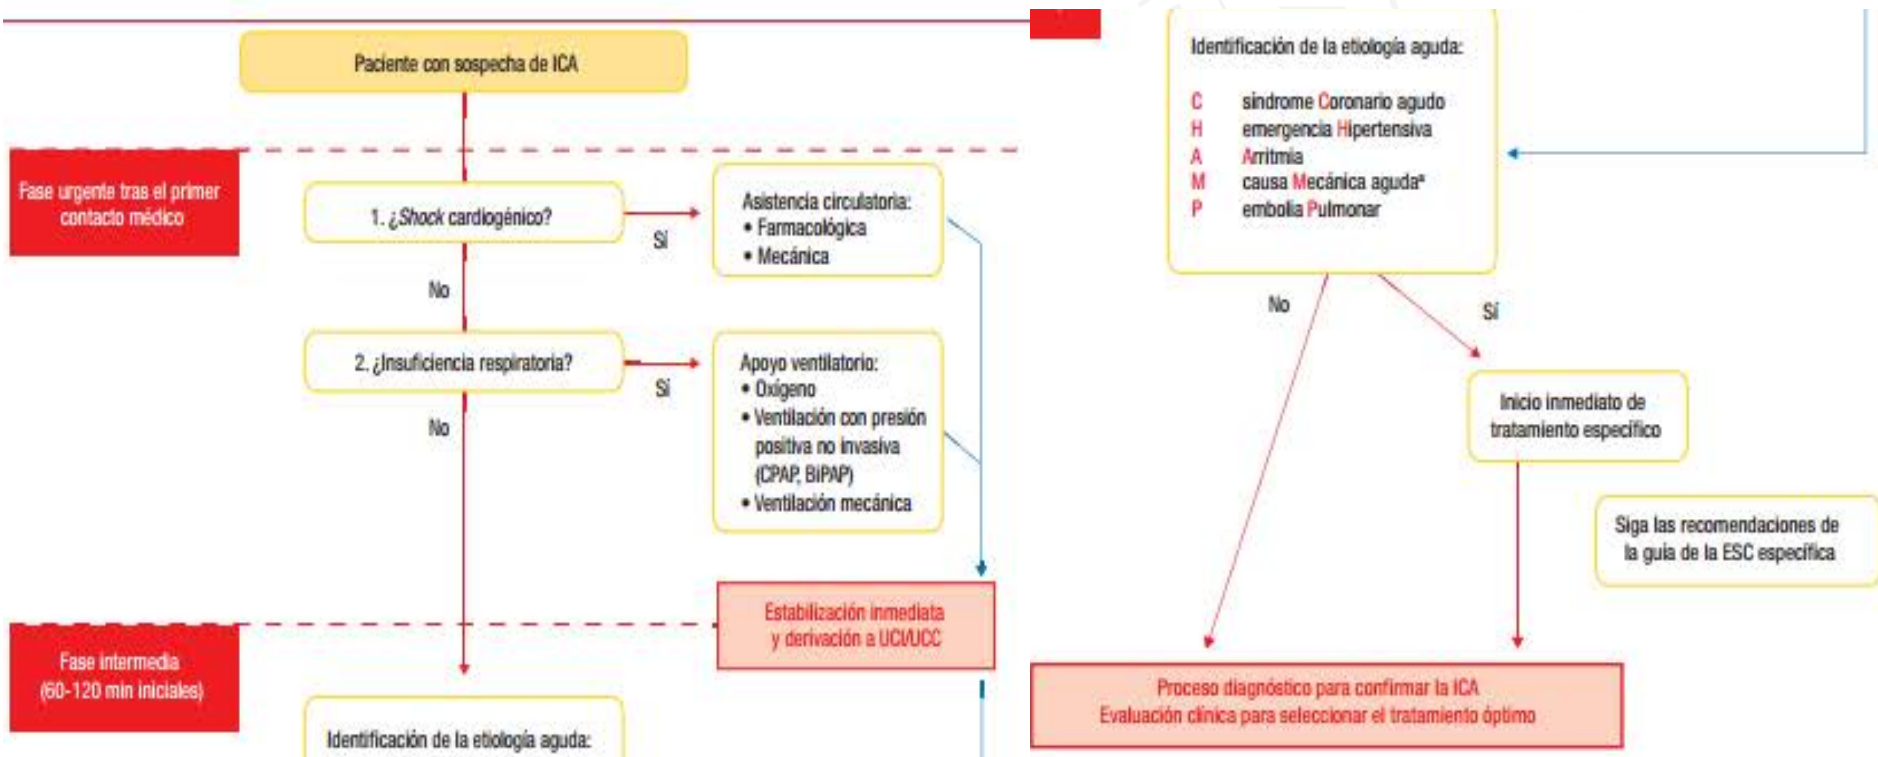 Paciente con sospecha de ICA
Fase urgente tras el primer
contacto médico
1. ¿Shock cardiogénico?
Sí
Asistencia circulatoria:
• Farmacológica
• Mecánica
No
2. ¿Insuficiencia respiratoria?
Sí
Apoyo ventilatorio:
• Oxígeno
• Ventilación con presión
positiva no invasiva
(CPAP, BiPAP)
• Ventilación mecánica
No
Estabilización inmediata
y derivación a UCI/UCC
Fase intermedia
(60-120 min iniciales)
Identificación de la etiología aguda:
Identificación de la etiología aguda:
C síndrome Coronario agudo
H emergencia Hipertensiva
A Arritmia
M causa Mecánica agudaª
P embolia Pulmonar
No
Sí
Inicio inmediato de
tratamiento específico
Siga las recomendaciones de
la guía de la ESC específica
Proceso diagnóstico para confirmar la ICA
Evaluación clínica para seleccionar el tratamiento óptimo